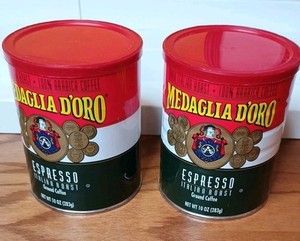 100% ARABICA COFFEE
MEDAGLIA D'ORO
ESPRESSO
ITALIAN ROAST
Ground Coffee
NET WT 10 OZ (283g)
100% ARABICA COFFEE
MEDAGLIA D'ORO
ESPRESSO
ITALIAN ROAST
Ground Coffee
NET WT 10 OZ (283g)